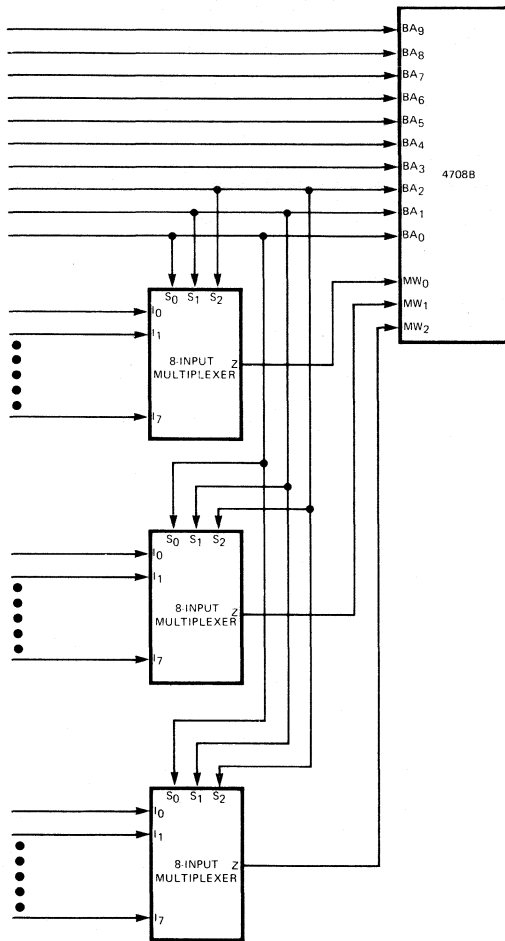 BA9
BA8
BA7
BA6
BA5
BA4
BA3
4708B
BA2
BA1
BA0
MW0
MW1
MW2
S0 S1 S2
I0
I1
8-INPUT
MULTIPLEXER
Z
I7
S0 S1 S2
I0
I1
8-INPUT
MULTIPLEXER
Z
I7
S0 S1 S2
I0
I1
8-INPUT
MULTIPLEXER
Z
I7